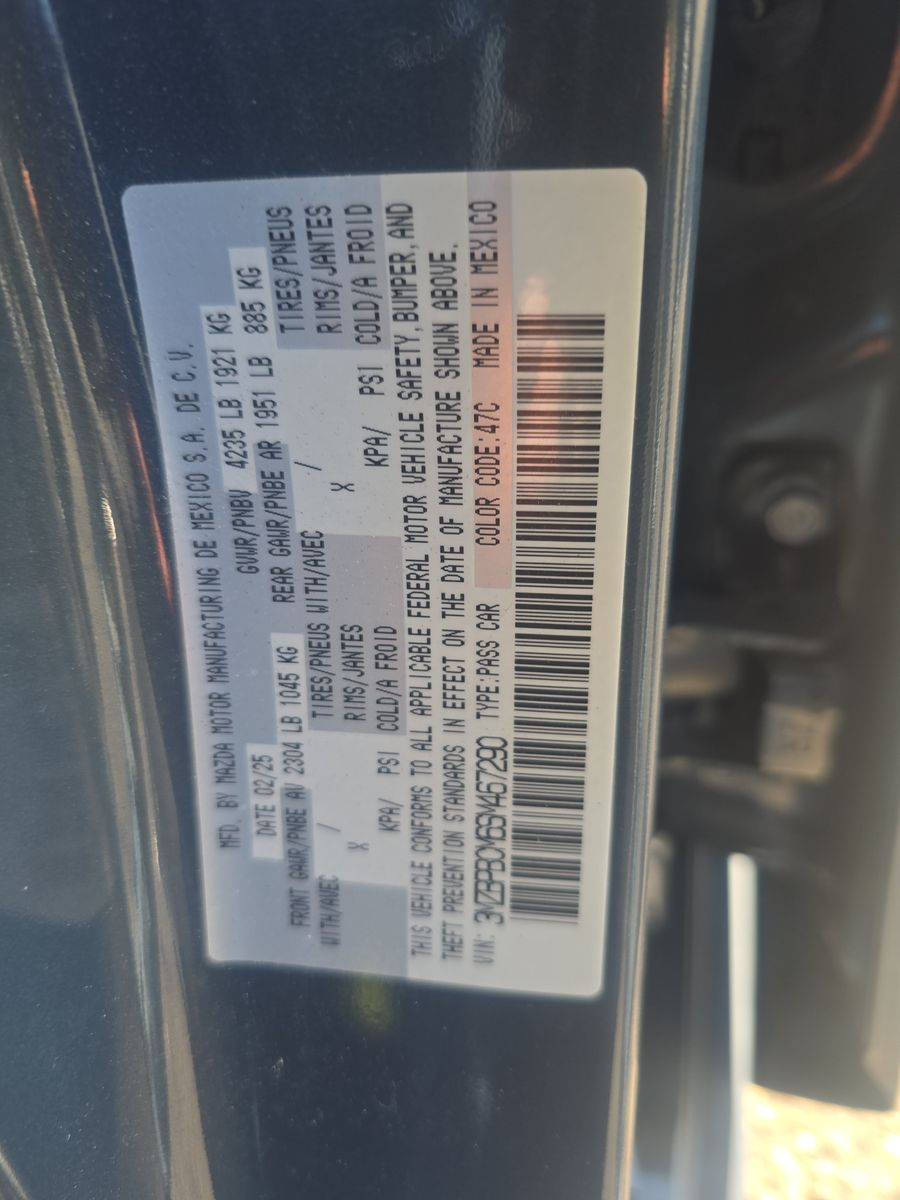 MFD. BY MAZDA MOTOR MANUFACTURING DE MEXICO S.A. DE C.V.
DATE 02/25 GVWR/PNBV 4235 LB 1921 KG
FRONT GAWR/PNBE AV 2304 LB 1045 KG REAR GAWR/PNBE AR 1951 LB 885 KG
WITH/AVEC / TIRES/PNEUS WITH/AVEC / TIRES/PNEUS
X RIMS/JANTES X RIMS/JANTES
KPA/ PSI COLD/A FROID KPA/ PSI COLD/A FROID
THIS VEHICLE CONFORMS TO ALL APPLICABLE FEDERAL MOTOR VEHICLE SAFETY, BUMPER, AND
THEFT PREVENTION STANDARDS IN EFFECT ON THE DATE OF MANUFACTURE SHOWN ABOVE.
VIN: 3MZBPBCM6SM467290 TYPE:PASS CAR COLOR CODE:47C MADE IN MEXICO